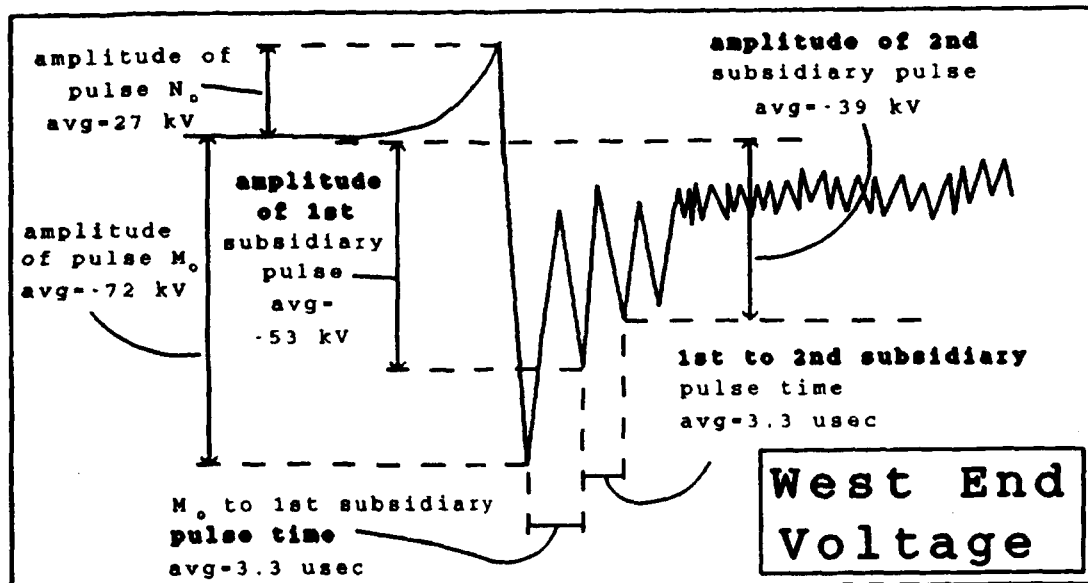 amplitude of
pulse N₀
avg=27 kV
amplitude of 2nd
subsidiary pulse
avg=-39 kV
amplitude
of 1st
subsidiary
pulse
avg=
-53 kV
amplitude
of pulse M₀
avg=-72 kV
1st to 2nd subsidiary
pulse time
avg=3.3 usec
M₀ to 1st subsidiary
pulse time
avg=3.3 usec
West End
Voltage